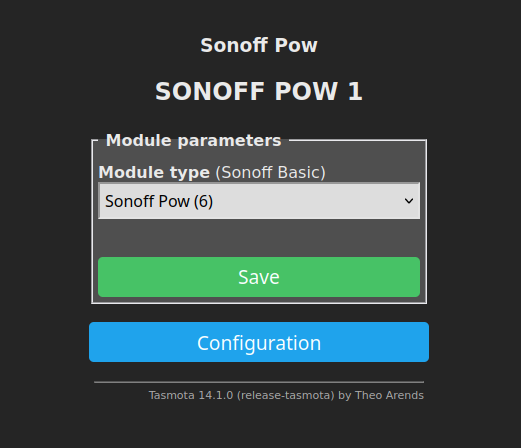 Sonoff Pow
SONOFF POW 1
Module parameters
Module type (Sonoff Basic)
Sonoff Pow (6)
Save
Configuration
Tasmota 14.1.0 (release-tasmota) by Theo Arends